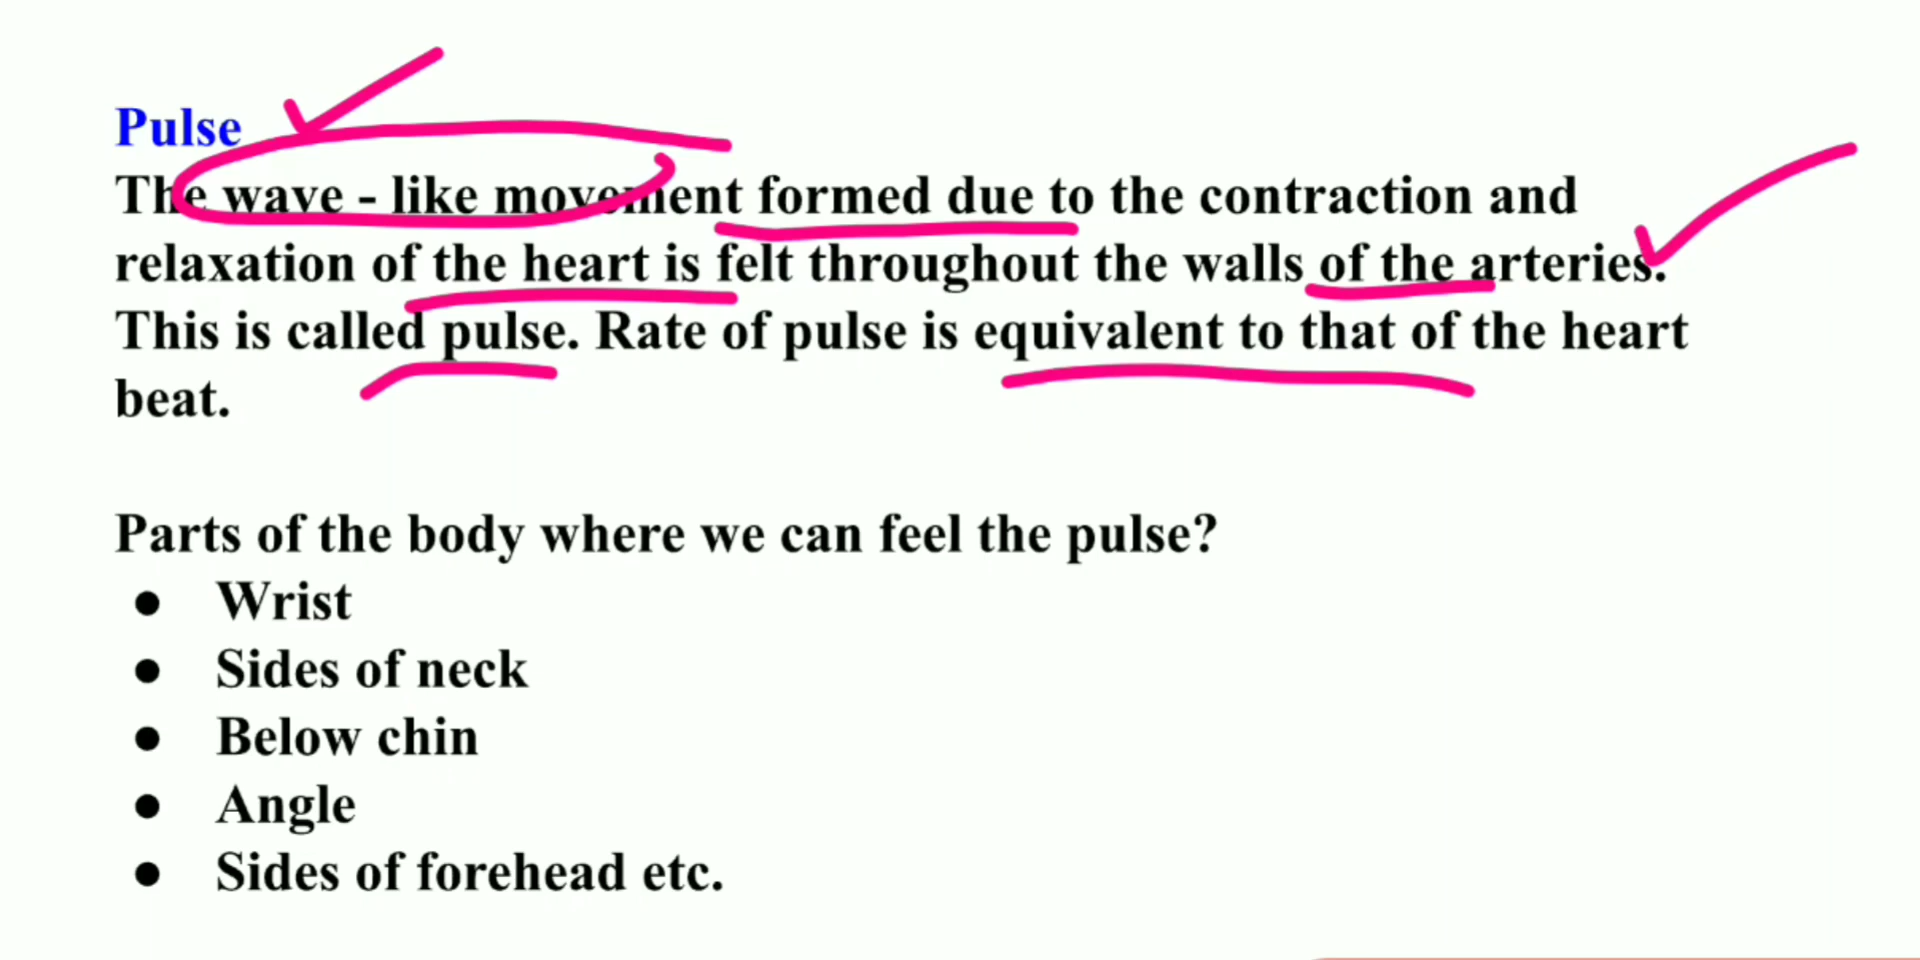 Pulse
The wave - like movement formed due to the contraction and
relaxation of the heart is felt throughout the walls of the arteries.
This is called pulse. Rate of pulse is equivalent to that of the heart
beat.
Parts of the body where we can feel the pulse?
● Wrist
● Sides of neck
● Below chin
● Angle
● Sides of forehead etc.